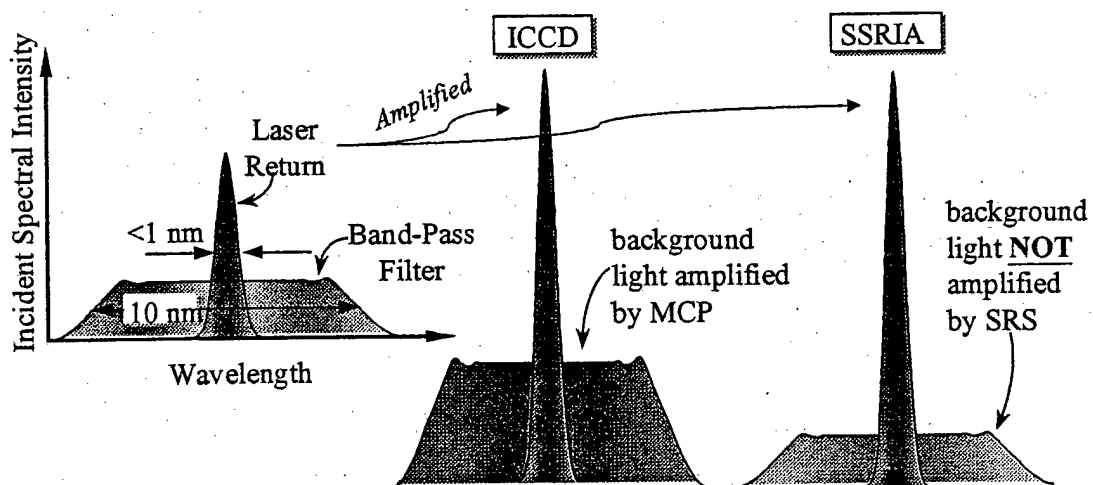 ICCD
SSRIA
Incident Spectral Intensity
Amplified
Laser
Return
<1 nm
Band-Pass
Filter
10 nm
Wavelength
background
light amplified
by MCP
background
light NOT
amplified
by SRS